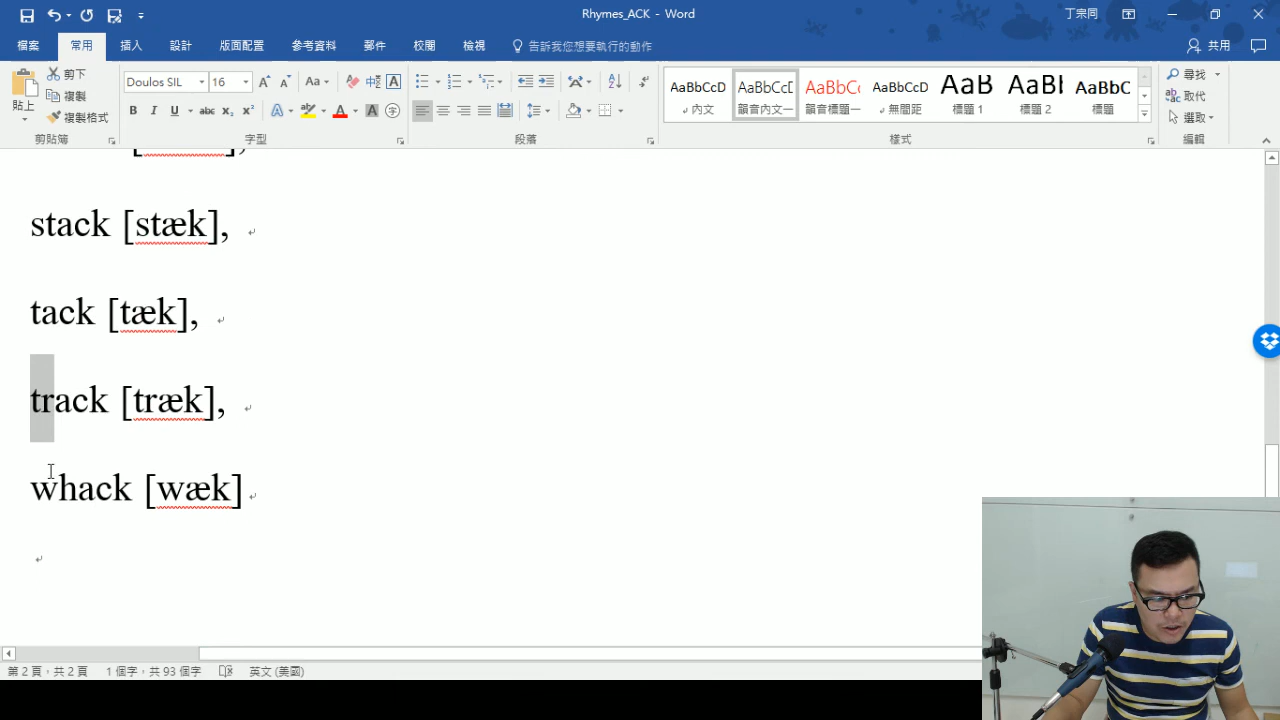 Rhymes_ACK - Word
丁宗同
檔案 常用 插入 設計 版面配置 參考資料 郵件 校閱 檢視 告訴我您想要執行的動作 共用
貼上 剪下 複製 複製格式 剪貼簿
Doulos SIL 16 A A Aa A
B I U abc x₂ x² A A A 字
字型
段落
AaBbCcD 內文
AaBbCcD 韻音內文一
AaBbCc 韻音標題一
AaBbCcD 無間距
AaB 標題 1
AaBl 標題 2
AaBbC 標題
樣式
尋找 取代 選取 編輯
stack [stæk],
tack [tæk],
track [træk],
whack [wæk]
第 2 頁，共 2 頁 1 個字，共 93 個字 英文 (美國)